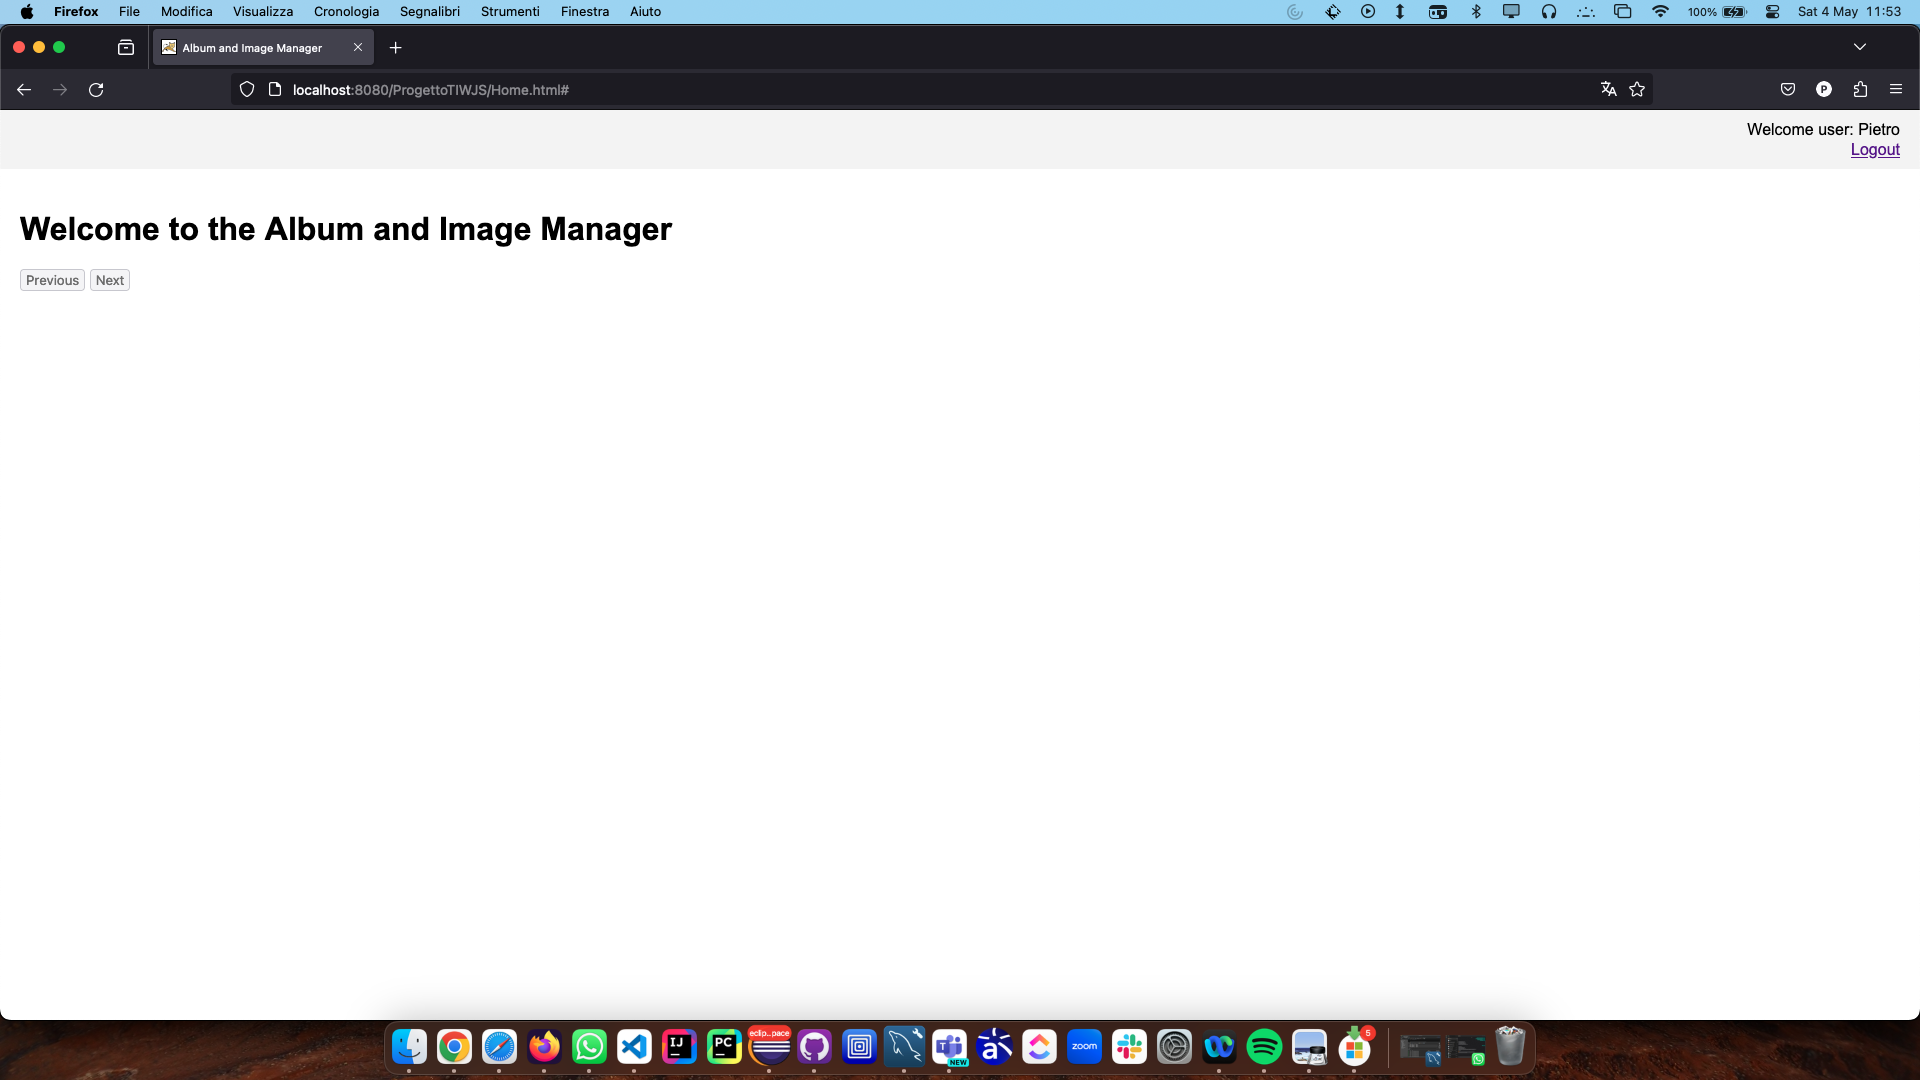 Firefox File Modifica Visualizza Cronologia Segnalibri Strumenti Finestra Aiuto 100% Sat 4 May 11:53
Album and Image Manager
localhost:8080/ProgettoTIWJS/Home.html#
P
Welcome user: Pietro
Logout
Welcome to the Album and Image Manager
Previous Next
IJ PC eclip...pace NEW a zoom 5